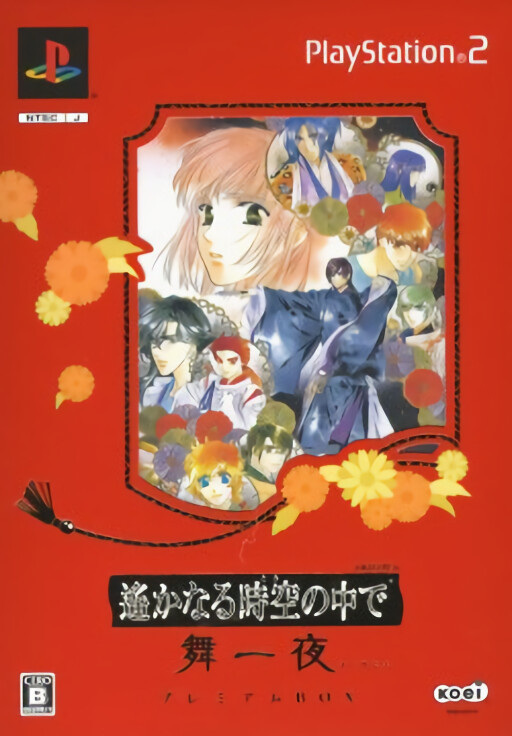 PlayStation®2
NTSC J
遙かなる時空の中で
舞一夜
プレミアムBOX
CERO
B
KOEI